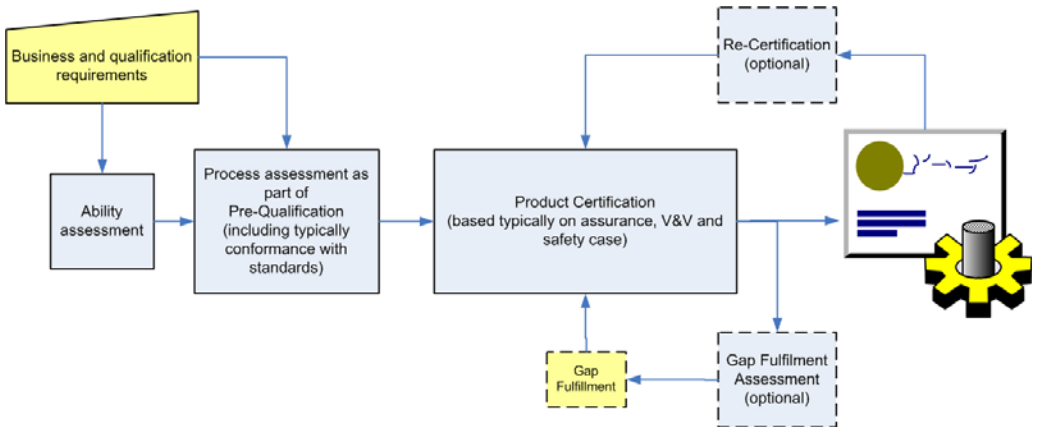 Business and qualification
requirements
Re-Certification
(optional)
Ability
assessment
Process assessment as
part of
Pre-Qualification
(including typically
conformance with
standards)
Product Certification
(based typically on assurance, V&V and
safety case)
Gap
Fulfillment
Gap Fulfilment
Assessment
(optional)